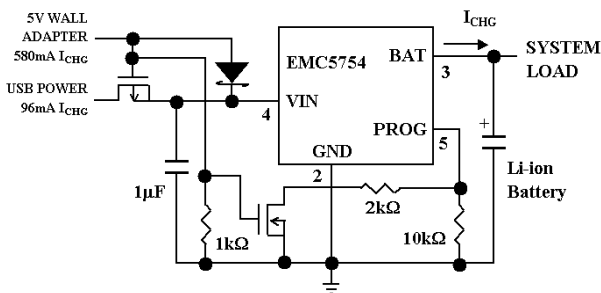 5V WALL
ADAPTER
580mA ICHG
USB POWER
96mA ICHG
EMC5754
BAT
3
ICHG
SYSTEM
LOAD
4
VIN
PROG
5
GND
2
+
Li-ion
Battery
1μF
1kΩ
2kΩ
10kΩ